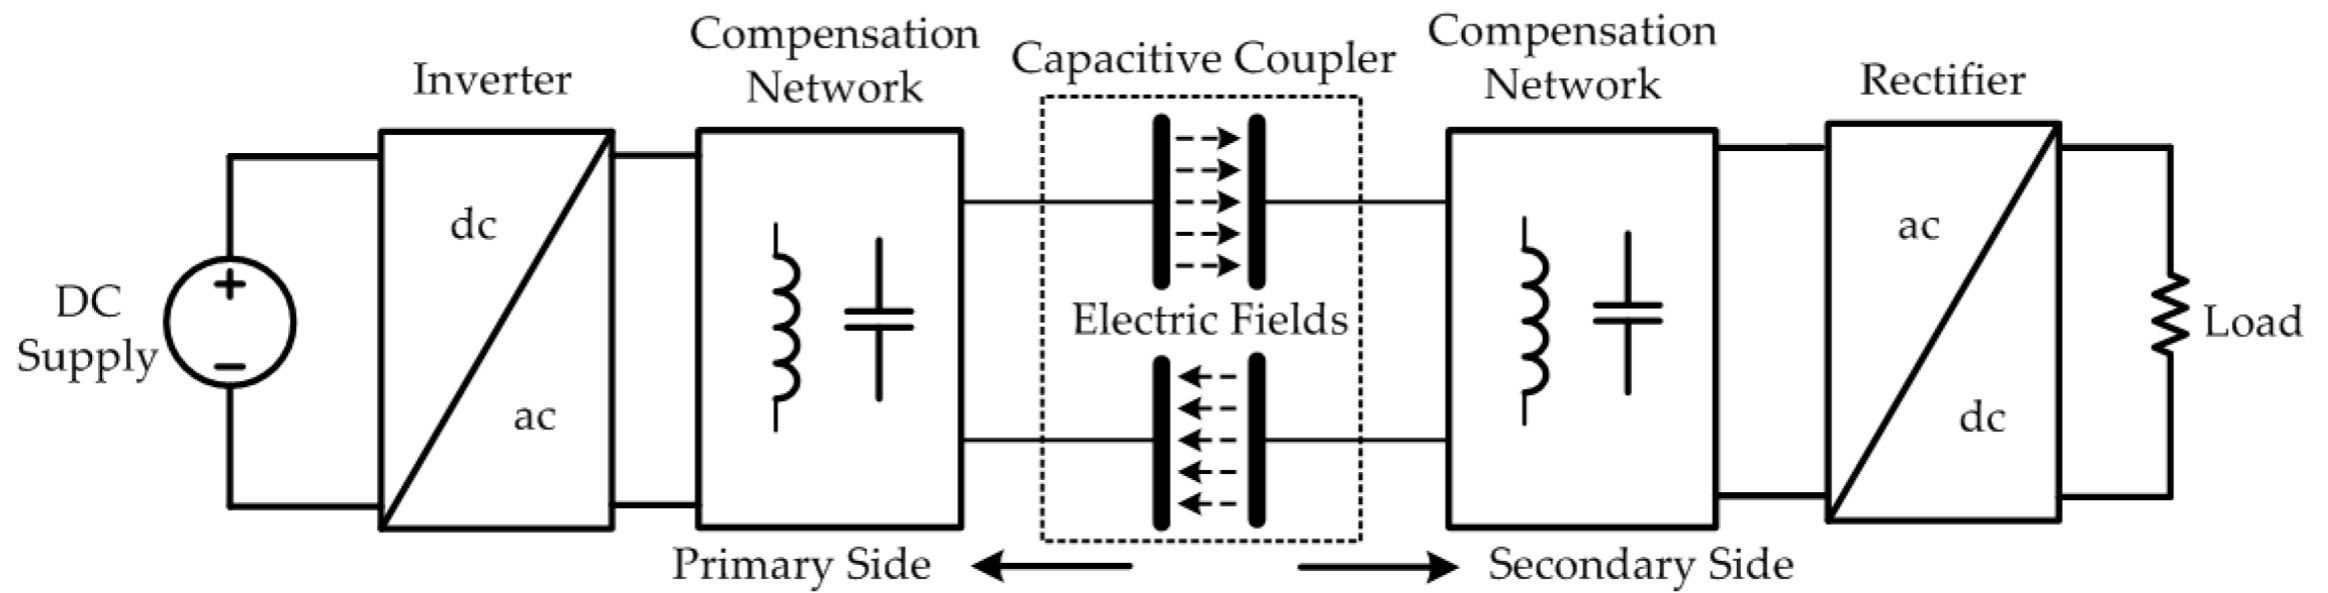 Inverter
Compensation
Network
Capacitive Coupler
Compensation
Network
Rectifier
DC
Supply
+
−
dc
ac
Electric Fields
ac
dc
Load
Primary Side
Secondary Side